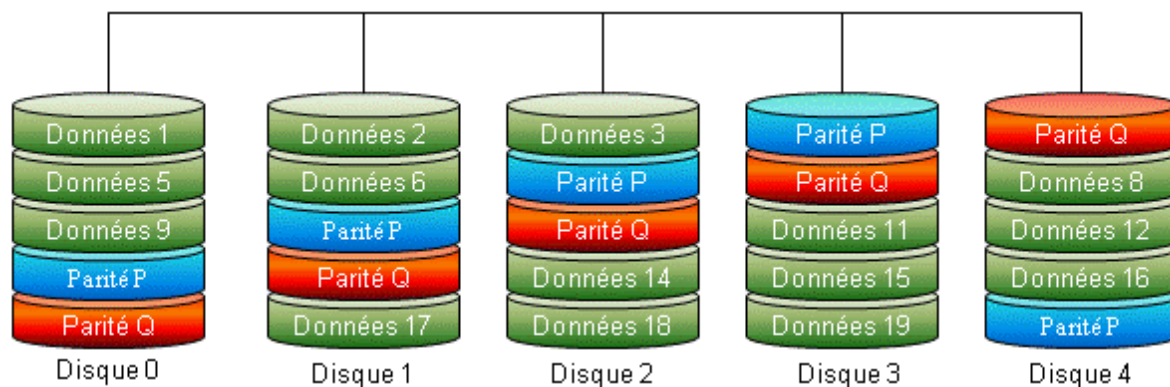 Données 1 Données 2 Données 3 Parité P Parité Q
Données 5 Données 6 Parité P Parité Q Données 8
Données 9 Parité P Parité Q Données 11 Données 12
Parité P Parité Q Données 14 Données 15 Données 16
Parité Q Données 17 Données 18 Données 19 Parité P
Disque 0 Disque 1 Disque 2 Disque 3 Disque 4